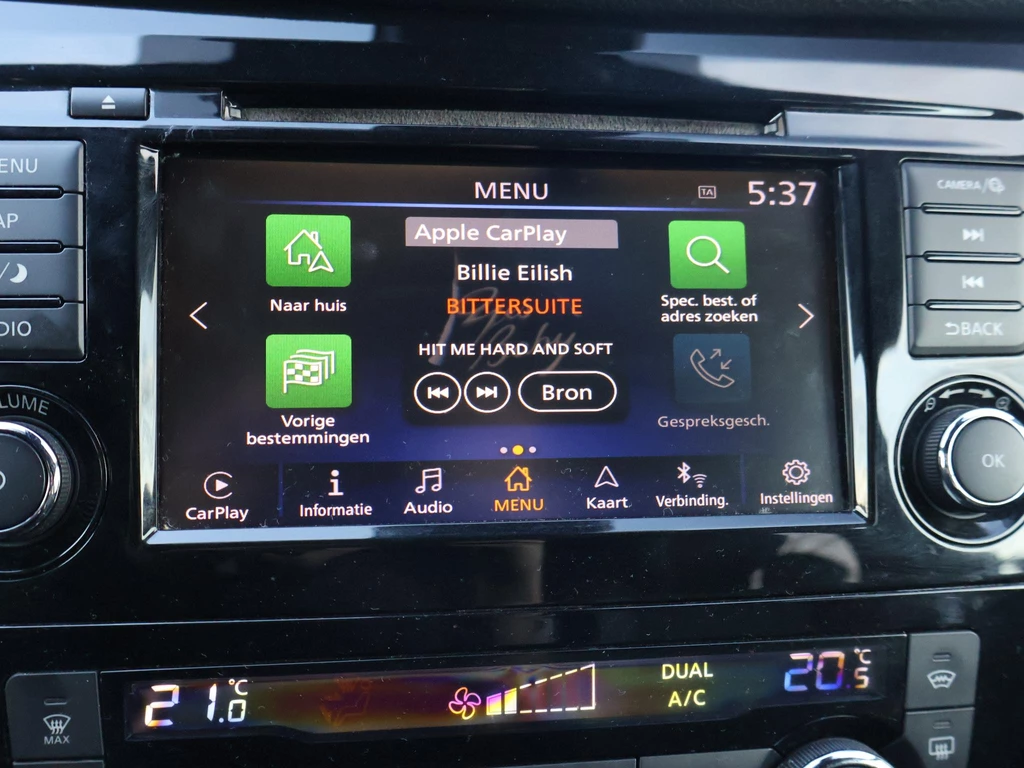 ENU
AP
DIO
VOLUME
MENU
TA
5:37
Naar huis
Vorige
bestemmingen
Apple CarPlay
Billie Eilish
BITTERSUITE
HIT ME HARD AND SOFT
Bron
Spec. best. of
adres zoeken
Gespreksgesch.
CarPlay
Informatie
Audio
MENU
Kaart
Verbinding.
Instellingen
CAMERA/
BACK
OK
MAX
21.0 °C
DUAL
A/C
20.5 °C